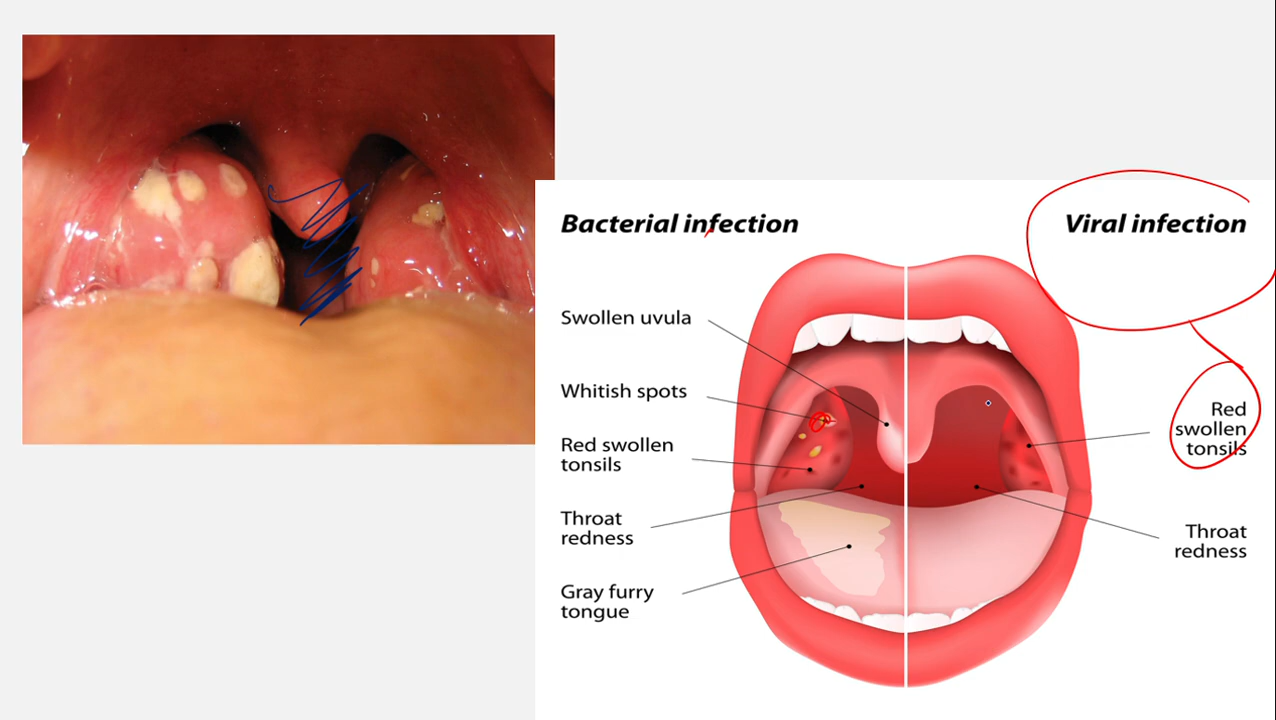 Bacterial infection
Viral infection
Swollen uvula
Whitish spots
Red swollen
tonsils
Throat
redness
Gray furry
tongue
Red
swollen
tonsils
Throat
redness